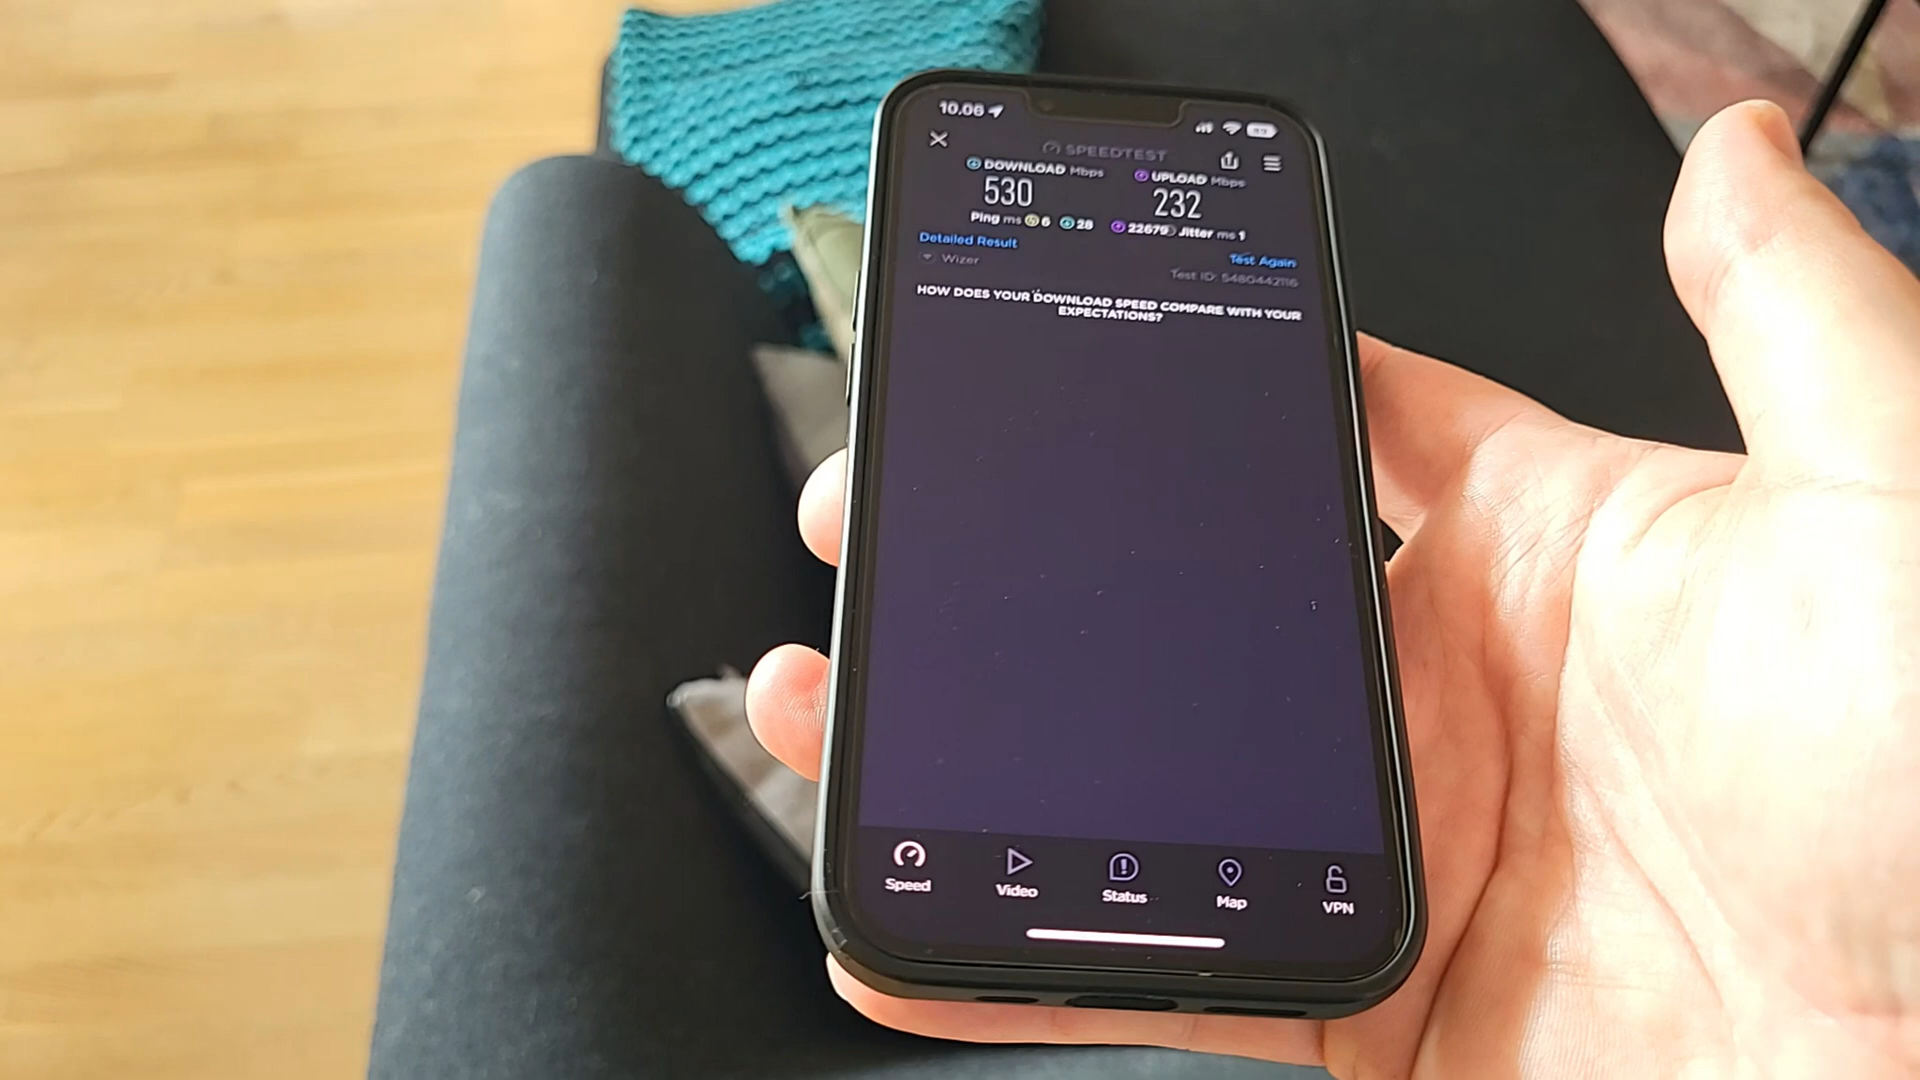 10.06
SPEEDTEST
DOWNLOAD Mbps
UPLOAD Mbps
530
232
Ping ms 6 28 22679 Jitter ms 1
Detailed Result
Test Again
Wizer
Test ID: 5480442116
HOW DOES YOUR DOWNLOAD SPEED COMPARE WITH YOUR
EXPECTATIONS?
Speed
Video
Status
Map
VPN